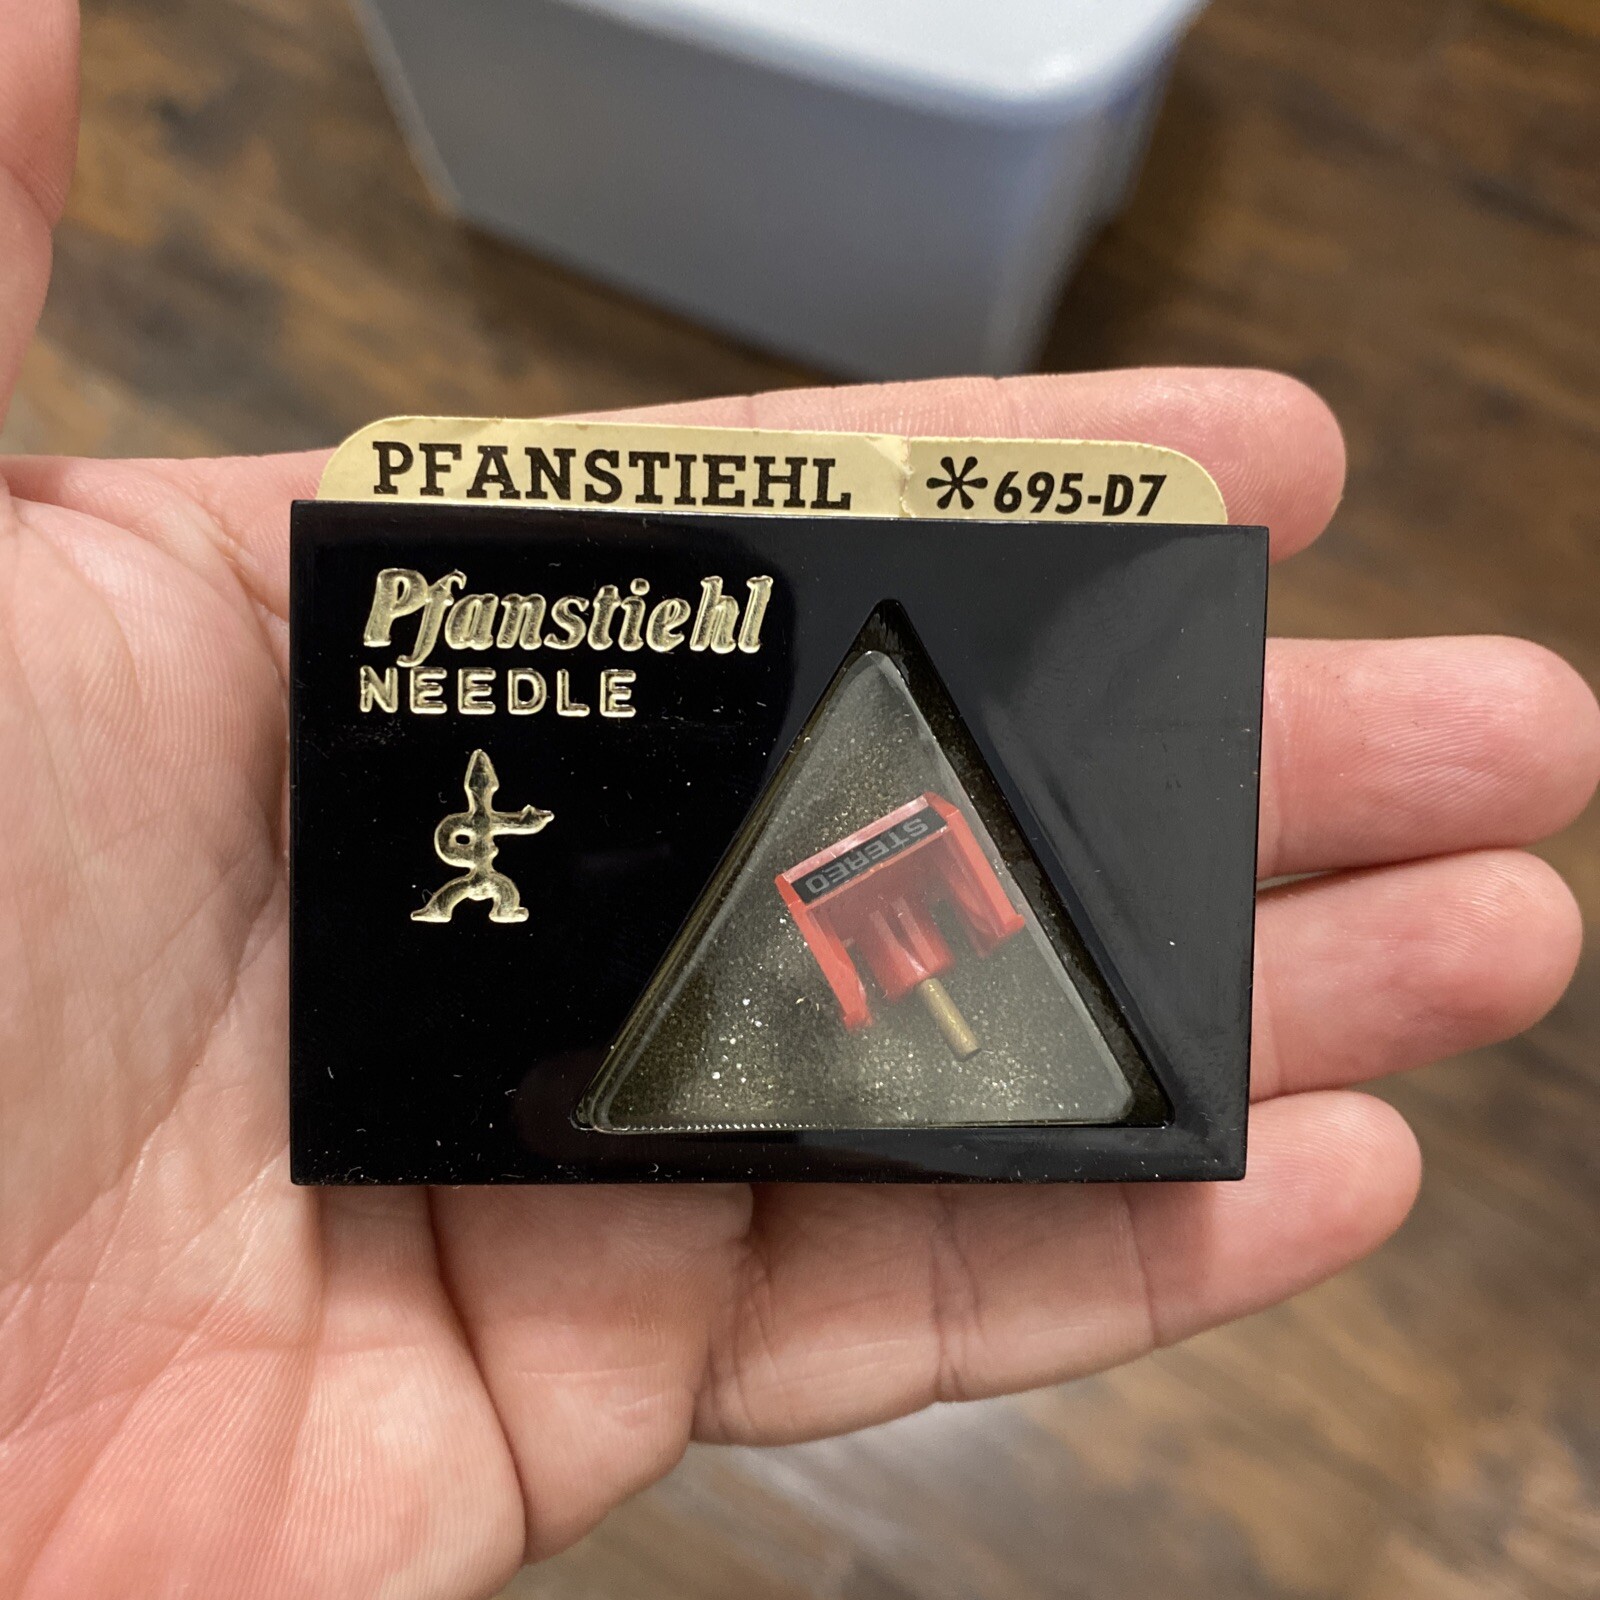 PFANSTIEHL *695-D7
Pfanstiehl
NEEDLE
STEREO